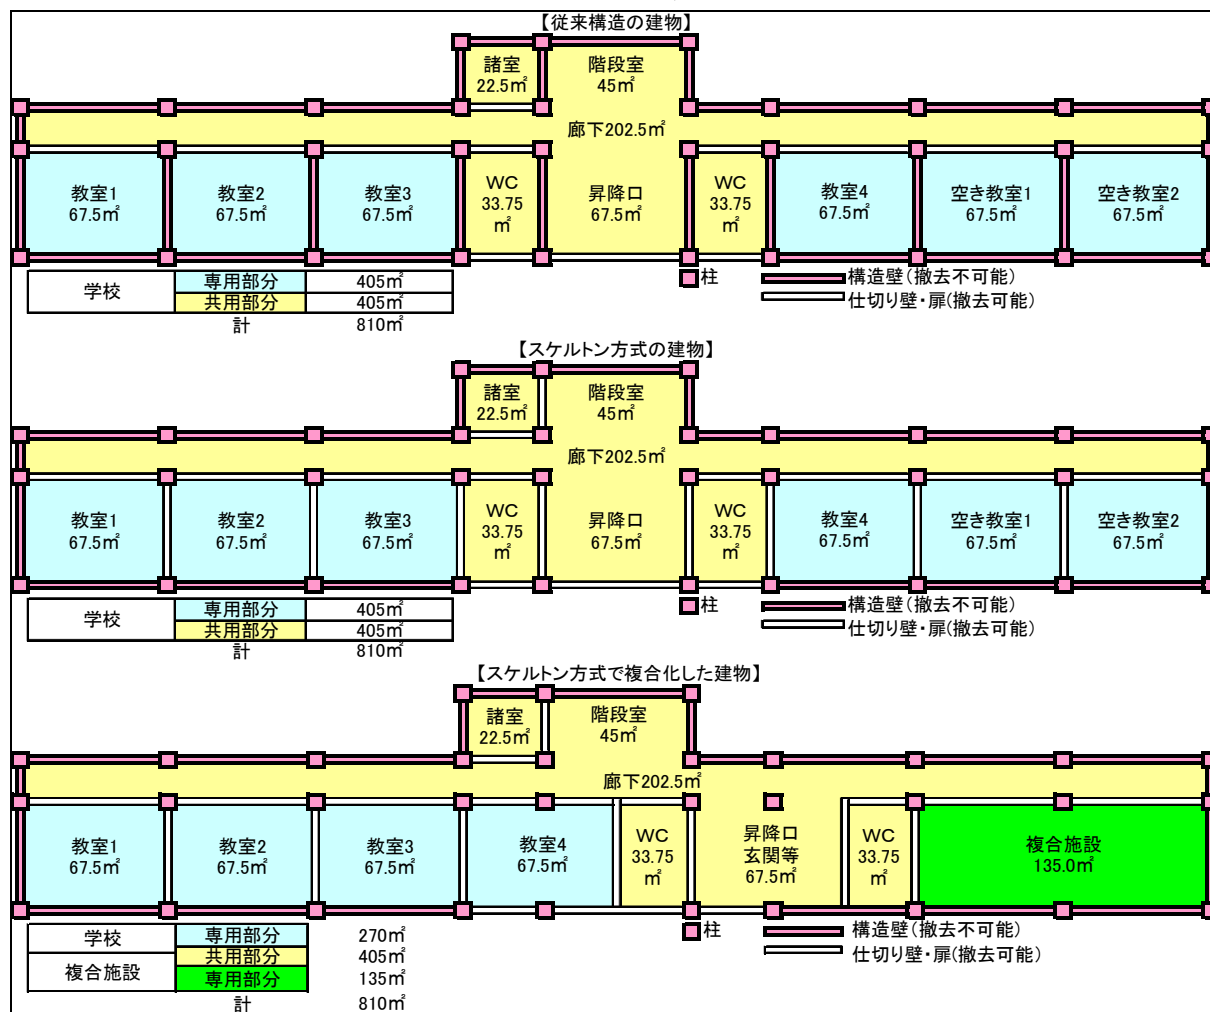 【従来構造の建物】
諸室
22.5㎡
階段室
45㎡
廊下202.5㎡
教室1
67.5㎡
教室2
67.5㎡
教室3
67.5㎡
WC
33.75
㎡
昇降口
67.5㎡
WC
33.75
㎡
教室4
67.5㎡
空き教室1
67.5㎡
空き教室2
67.5㎡
学校
専用部分 405㎡
共用部分 405㎡
計 810㎡
柱
構造壁(撤去不可能)
仕切り壁・扉(撤去可能)
【スケルトン方式の建物】
諸室
22.5㎡
階段室
45㎡
廊下202.5㎡
教室1
67.5㎡
教室2
67.5㎡
教室3
67.5㎡
WC
33.75
㎡
昇降口
67.5㎡
WC
33.75
㎡
教室4
67.5㎡
空き教室1
67.5㎡
空き教室2
67.5㎡
学校
専用部分 405㎡
共用部分 405㎡
計 810㎡
柱
構造壁(撤去不可能)
仕切り壁・扉(撤去可能)
【スケルトン方式で複合化した建物】
諸室
22.5㎡
階段室
45㎡
廊下202.5㎡
教室1
67.5㎡
教室2
67.5㎡
教室3
67.5㎡
教室4
67.5㎡
WC
33.75
㎡
昇降口
玄関等
67.5㎡
WC
33.75
㎡
複合施設
135.0㎡
学校 専用部分 270㎡
共用部分 405㎡
複合施設
専用部分 135㎡
計 810㎡
柱
構造壁(撤去不可能)
仕切り壁・扉(撤去可能)